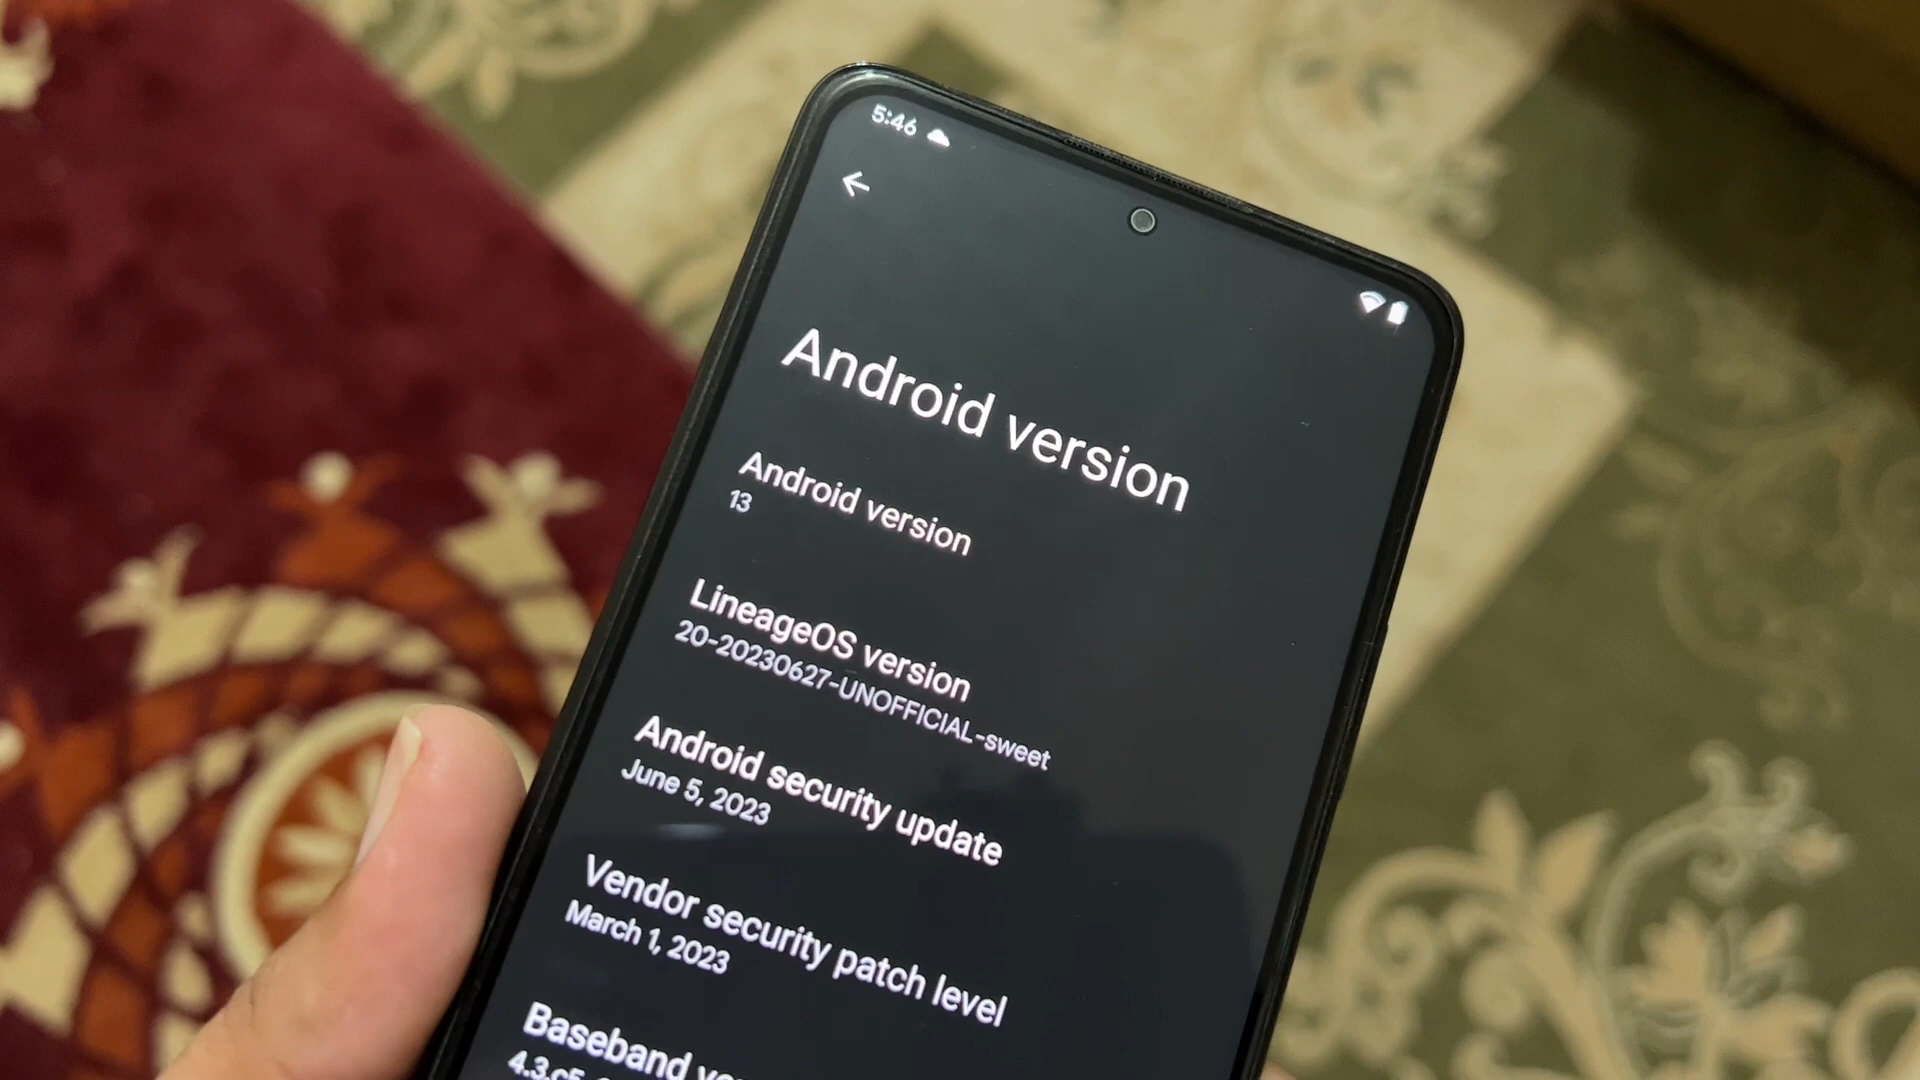 5:46
Android version
Android version
13
LineageOS version
20-20230627-UNOFFICIAL-sweet
Android security update
June 5, 2023
Vendor security patch level
March 1, 2023
Baseband